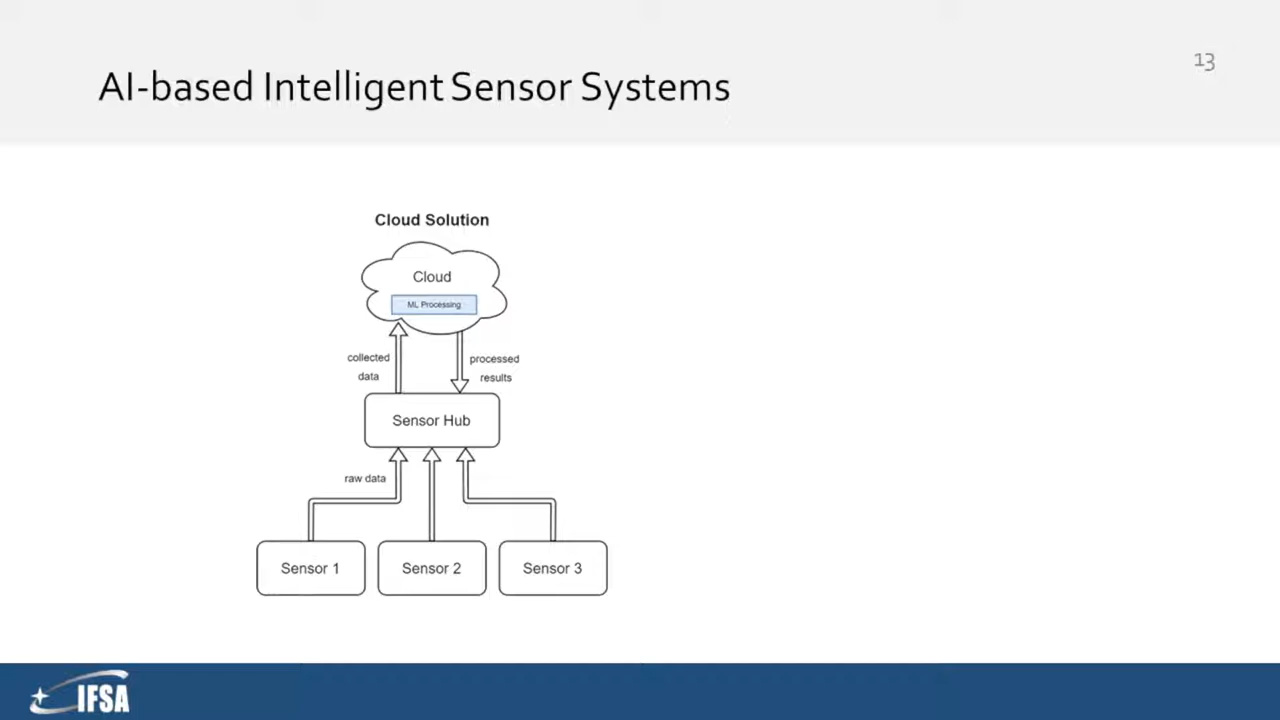 13
AI-based Intelligent Sensor Systems
Cloud Solution
Cloud
ML Processing
collected
data
processed
results
Sensor Hub
raw data
Sensor 1
Sensor 2
Sensor 3
IFSA